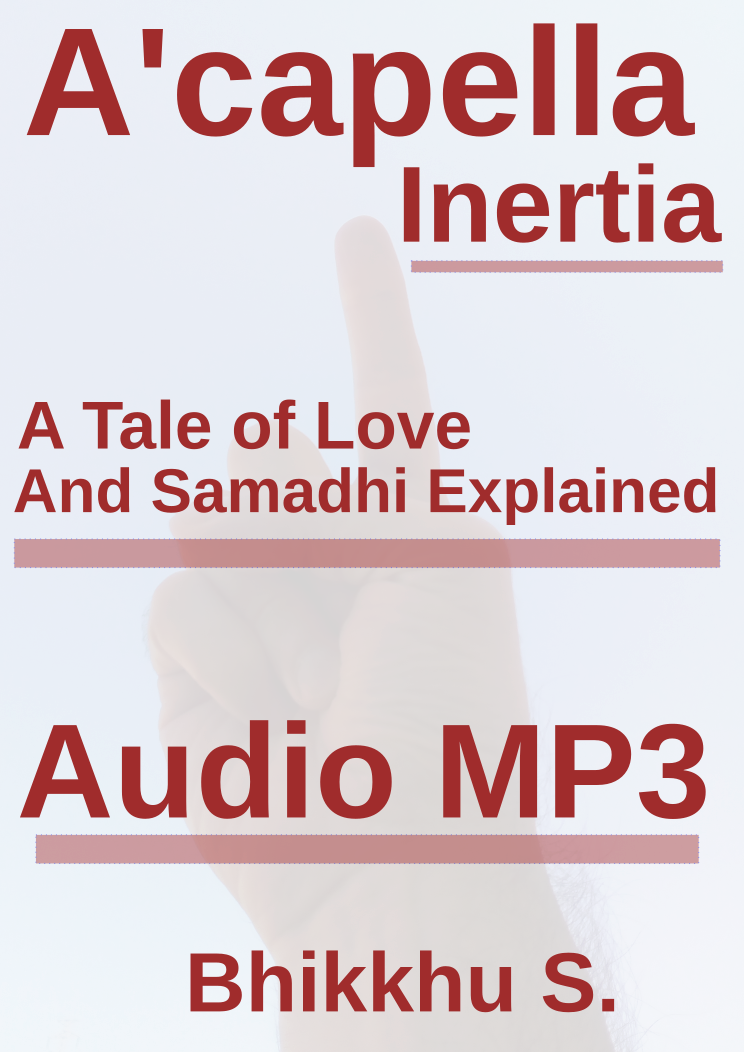 A'capella
Inertia
A Tale of Love
And Samadhi Explained
Audio MP3
Bhikkhu S.